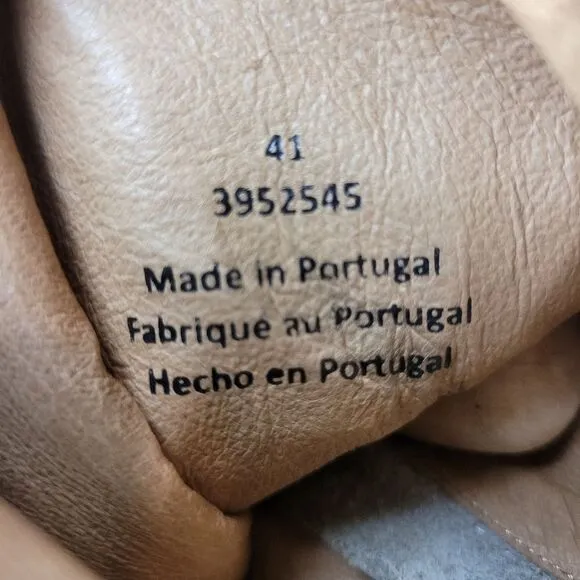 41
3952545
Made in Portugal
Fabrique au Portugal
Hecho en Portugal